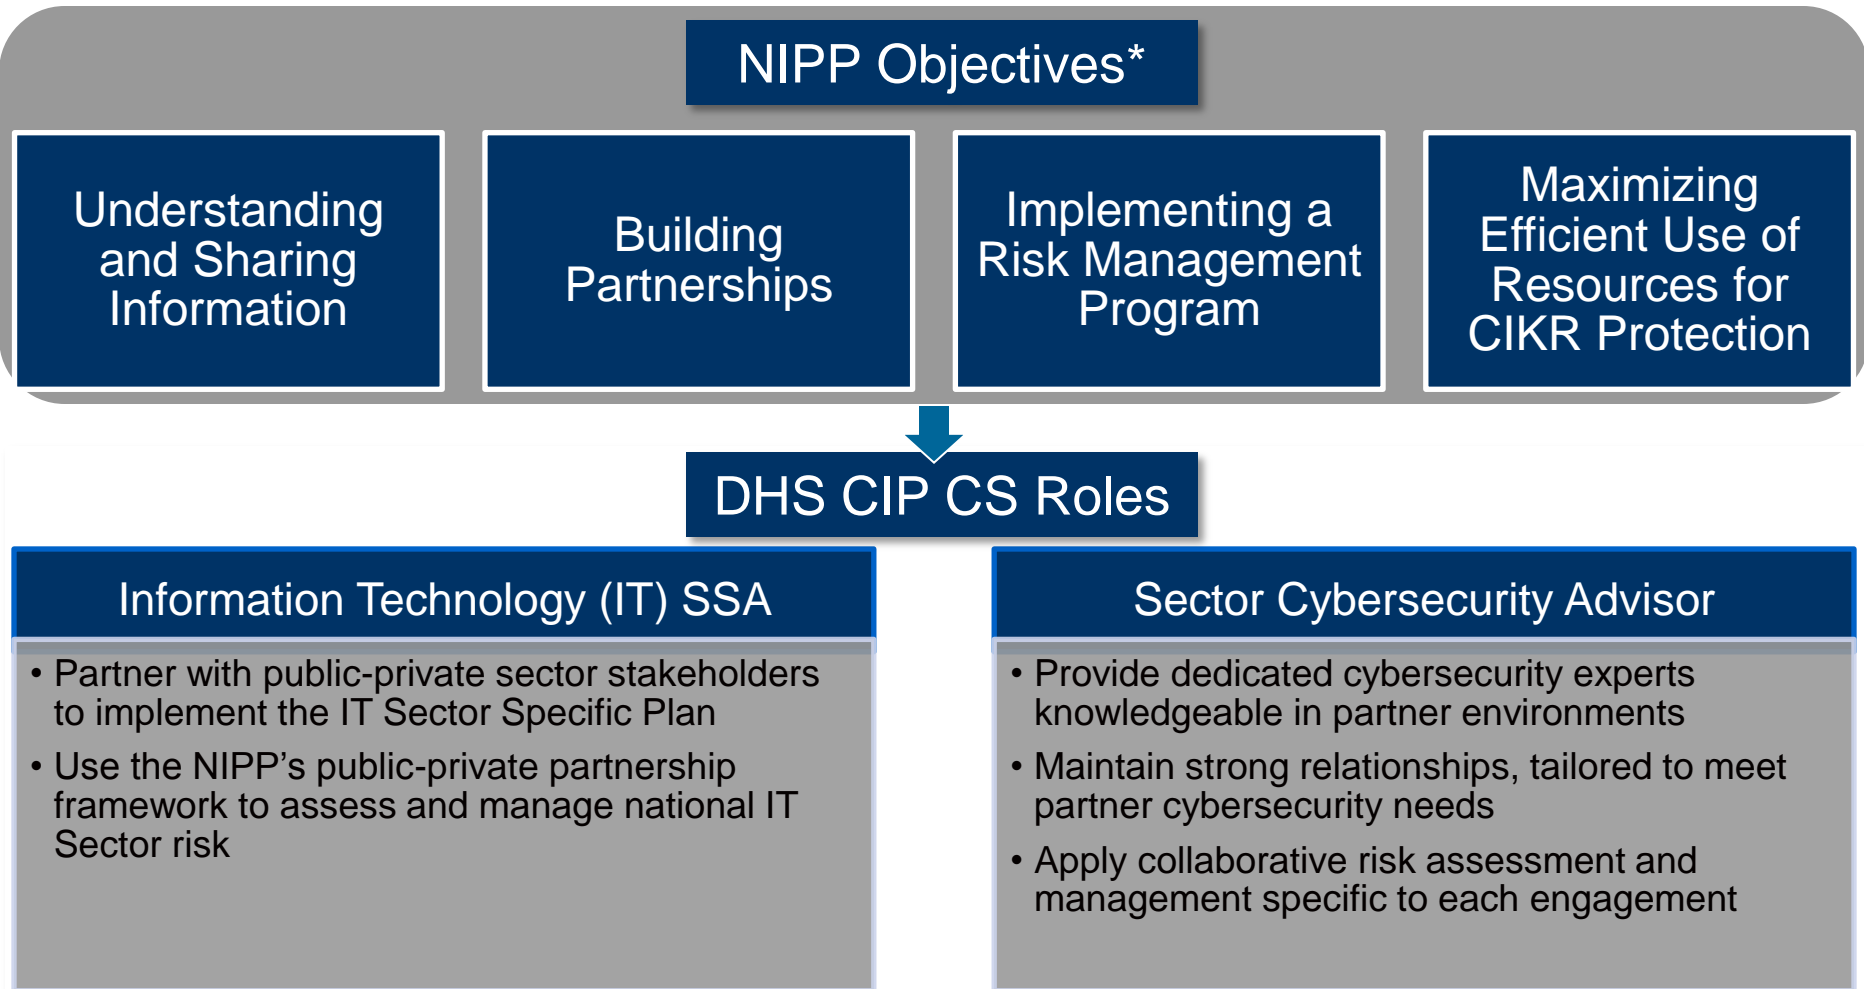 NIPP Objectives*
Understanding
and Sharing
Information
Building
Partnerships
Implementing a
Risk Management
Program
Maximizing
Efficient Use of
Resources for
CIKR Protection
DHS CIP CS Roles
Information Technology (IT) SSA
• Partner with public-private sector stakeholders
to implement the IT Sector Specific Plan
• Use the NIPP’s public-private partnership
framework to assess and manage national IT
Sector risk
Sector Cybersecurity Advisor
• Provide dedicated cybersecurity experts
knowledgeable in partner environments
• Maintain strong relationships, tailored to meet
partner cybersecurity needs
• Apply collaborative risk assessment and
management specific to each engagement